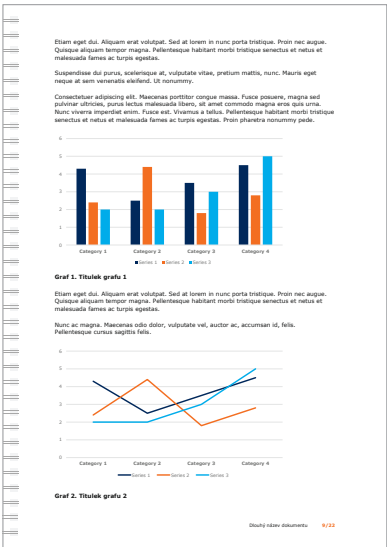 Etiam eget dui. Aliquam erat volutpat. Sed at lorem in nunc porta tristique. Proin nec augue.
Quisque aliquam tempor magna. Pellentesque habitant morbi tristique senectus et netus et
malesuada fames ac turpis egestas.
Suspendisse dui purus, scelerisque at, vulputate vitae, pretium mattis, nunc. Mauris eget
neque at sem venenatis eleifend. Ut nonummy.
Consectetuer adipiscing elit. Maecenas porttitor congue massa. Fusce posuere, magna sed
pulvinar ultricies, purus lectus malesuada libero, sit amet commodo magna eros quis urna.
Nunc viverra imperdiet enim. Fusce est. Vivamus a tellus. Pellentesque habitant morbi tristique
senectus et netus et malesuada fames ac turpis egestas. Proin pharetra nonummy pede.
6
5
4
3
2
1
0
Category 1 Category 2 Category 3 Category 4
Series 1 Series 2 Series 3
Graf 1. Titulek grafu 1
Etiam eget dui. Aliquam erat volutpat. Sed at lorem in nunc porta tristique. Proin nec augue.
Quisque aliquam tempor magna. Pellentesque habitant morbi tristique senectus et netus et
malesuada fames ac turpis egestas.
Nunc ac magna. Maecenas odio dolor, vulputate vel, auctor ac, accumsan id, felis.
Pellentesque cursus sagittis felis.
6
5
4
3
2
1
0
Category 1 Category 2 Category 3 Category 4
Series 1 Series 2 Series 3
Graf 2. Titulek grafu 2
Dlouhý název dokumentu 9/22